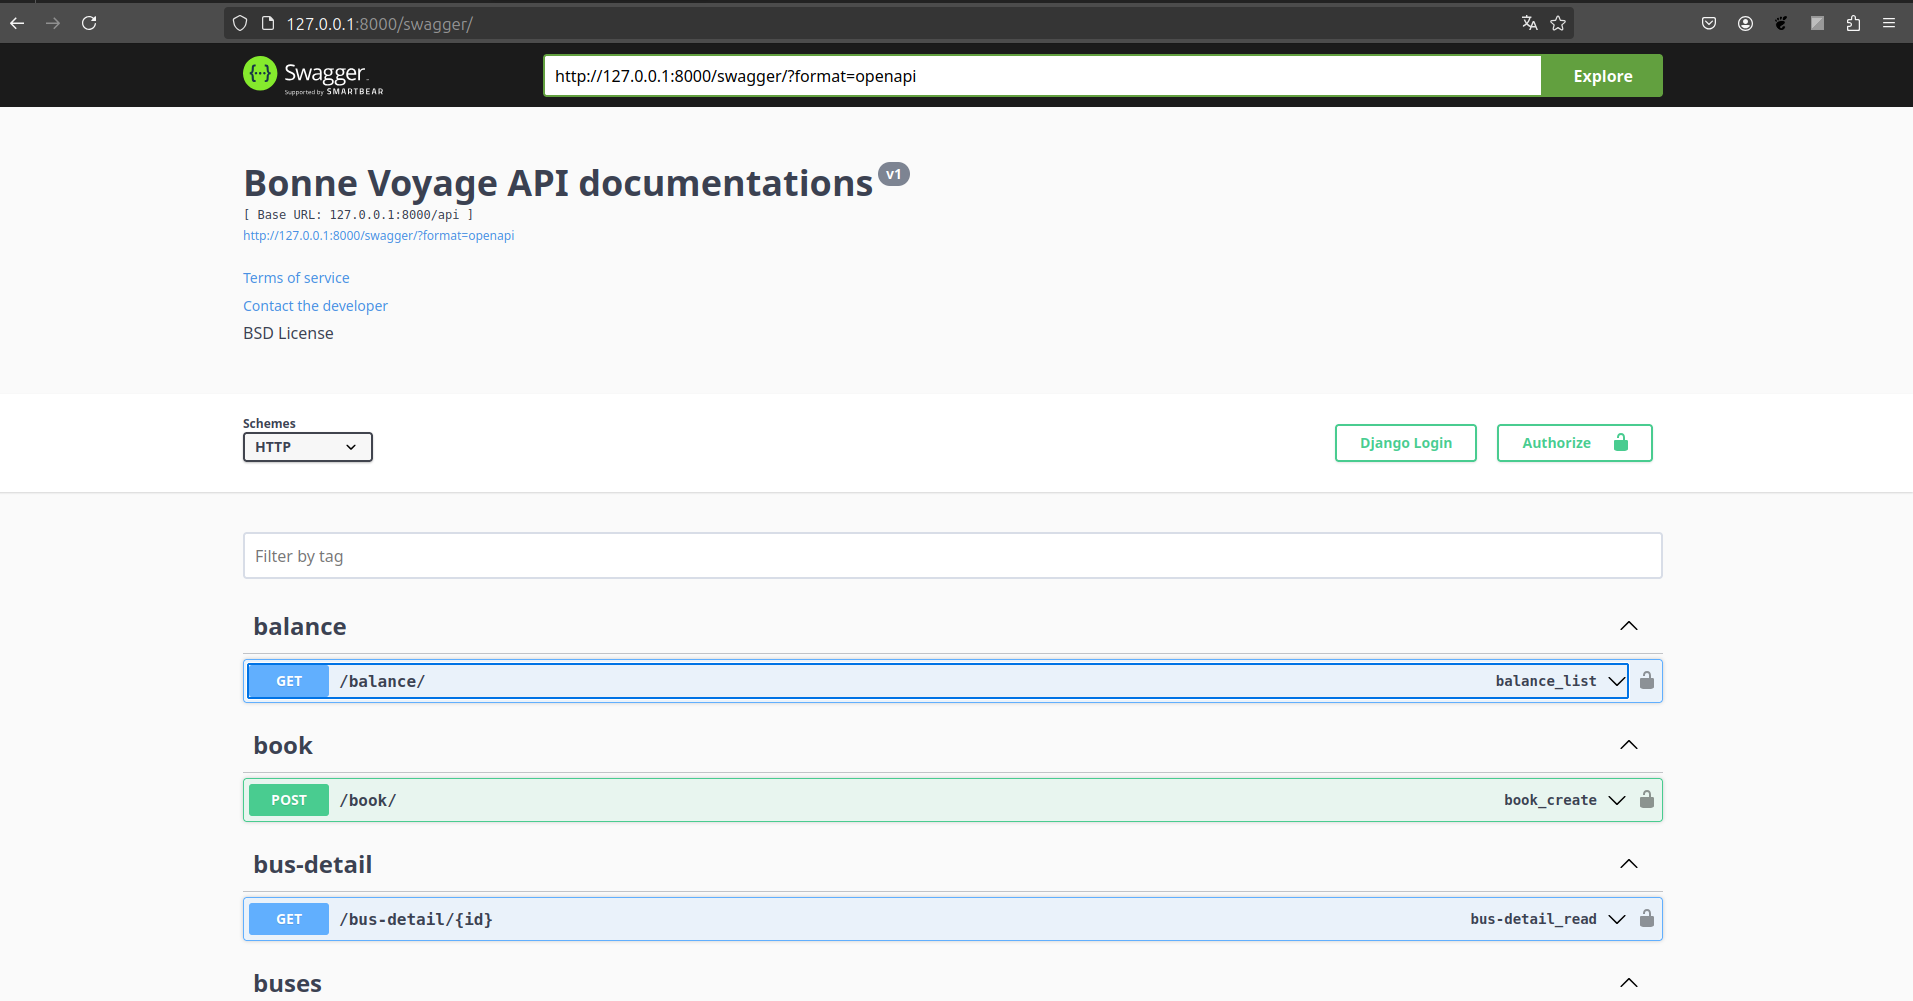 127.0.0.1:8000/swagger/
Swagger
Supported by SMARTBEAR
http://127.0.0.1:8000/swagger/?format=openapi
Explore
Bonne Voyage API documentations v1
[ Base URL: 127.0.0.1:8000/api ]
http://127.0.0.1:8000/swagger/?format=openapi
Terms of service
Contact the developer
BSD License
Schemes
HTTP
Django Login
Authorize
Filter by tag
balance
GET /balance/ balance_list
book
POST /book/ book_create
bus-detail
GET /bus-detail/{id} bus-detail_read
buses